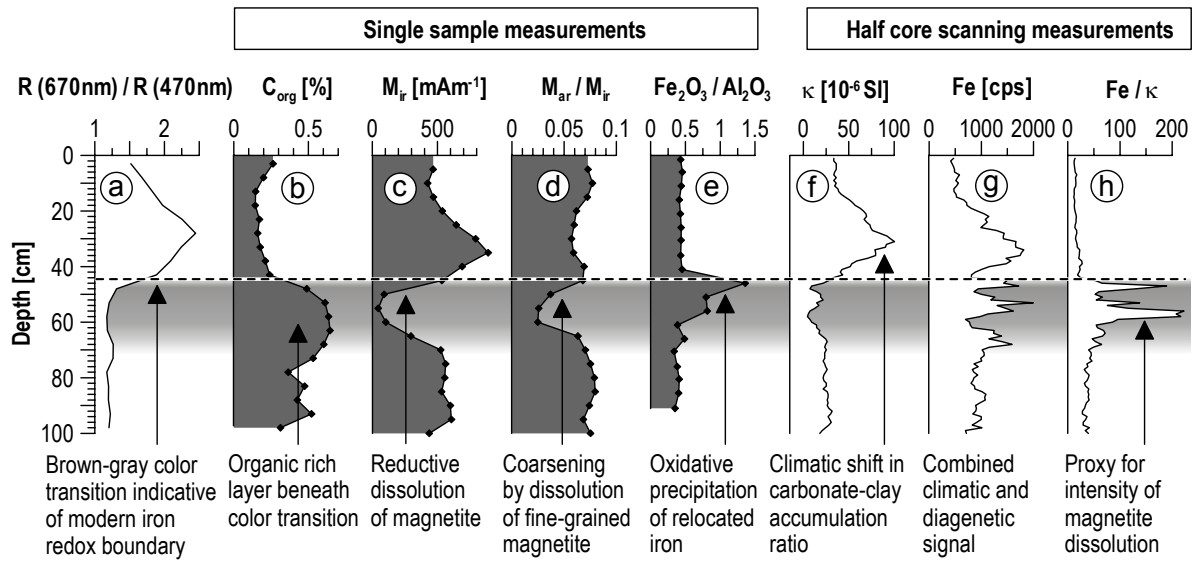 Single sample measurements
Half core scanning measurements
R (670nm) / R (470nm)
C_org [%]
M_ir [mAm⁻¹]
M_ar / M_ir
Fe₂O₃ / Al₂O₃
κ [10⁻⁶ SI]
Fe [cps]
Fe / κ
1 2
0 0.5
0 500
0 0.05 0.1
0 0.5 1 1.5
0 50 100
0 1000 2000
0 100 200
a b c d e f g h
Depth [cm]
0
20
40
60
80
100
Brown-gray color
transition indicative
of modern iron
redox boundary
Organic rich
layer beneath
color transition
Reductive
dissolution
of magnetite
Coarsening
by dissolution
of fine-grained
magnetite
Oxidative
precipitation
of relocated
iron
Climatic shift in
carbonate-clay
accumulation
ratio
Combined
climatic and
diagenetic
signal
Proxy for
intensity of
magnetite
dissolution